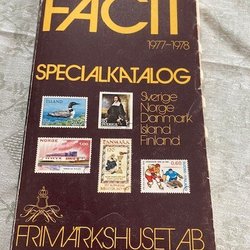 FACIT
1977-1978
SPECIALKATALOG
Sverige
Norge
Danmark
Island
Finland
ISLAND
DANMARK
NORGE
FRIMÄRKSHUSET AB